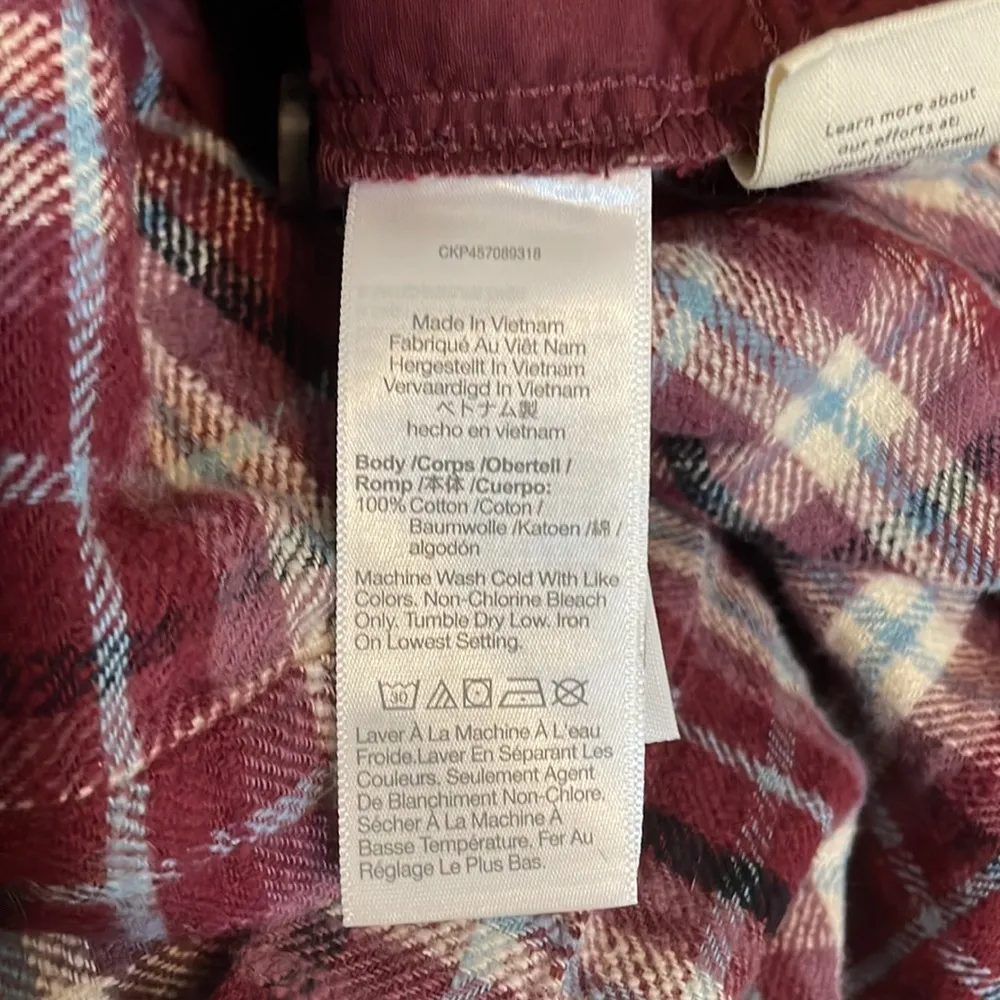 Learn more about
our efforts at:
CKP457089318
Made In Vietnam
Fabriqué Au Viêt Nam
Hergestellt In Vietnam
Vervaardigd In Vietnam
ベトナム製
hecho en vietnam
Body /Corps /Oberteil /
Romp /本体 /Cuerpo:
100% Cotton /Coton /
Baumwolle /Katoen /綿 /
algodón
Machine Wash Cold With Like
Colors. Non-Chlorine Bleach
Only. Tumble Dry Low. Iron
On Lowest Setting.
30
Laver À La Machine À L'eau
Froide.Laver En Séparant Les
Couleurs. Seulement Agent
De Blanchiment Non-Chlore.
Sécher À La Machine À
Basse Température. Fer Au
Réglage Le Plus Bas.